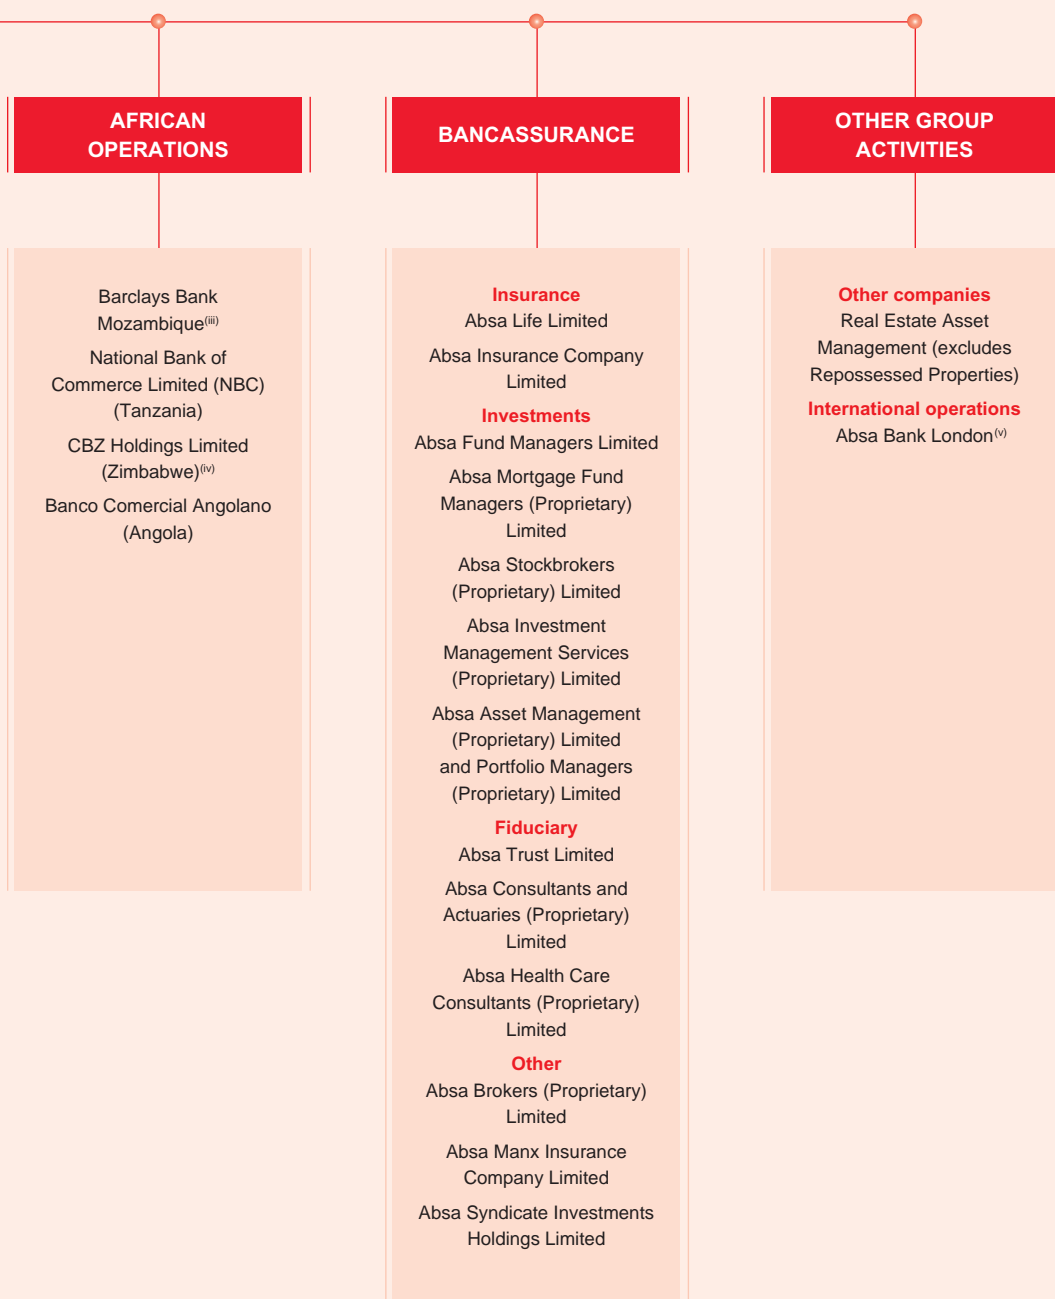 AFRICAN
OPERATIONS
Barclays Bank
Mozambique(iii)
National Bank of
Commerce Limited (NBC)
(Tanzania)
CBZ Holdings Limited
(Zimbabwe)(iv)
Banco Comercial Angolano
(Angola)
BANCASSURANCE
Insurance
Absa Life Limited
Absa Insurance Company
Limited
Investments
Absa Fund Managers Limited
Absa Mortgage Fund
Managers (Proprietary)
Limited
Absa Stockbrokers
(Proprietary) Limited
Absa Investment
Management Services
(Proprietary) Limited
Absa Asset Management
(Proprietary) Limited
and Portfolio Managers
(Proprietary) Limited
Fiduciary
Absa Trust Limited
Absa Consultants and
Actuaries (Proprietary)
Limited
Absa Health Care
Consultants (Proprietary)
Limited
Other
Absa Brokers (Proprietary)
Limited
Absa Manx Insurance
Company Limited
Absa Syndicate Investments
Holdings Limited
OTHER GROUP
ACTIVITIES
Other companies
Real Estate Asset
Management (excludes
Repossessed Properties)
International operations
Absa Bank London(v)